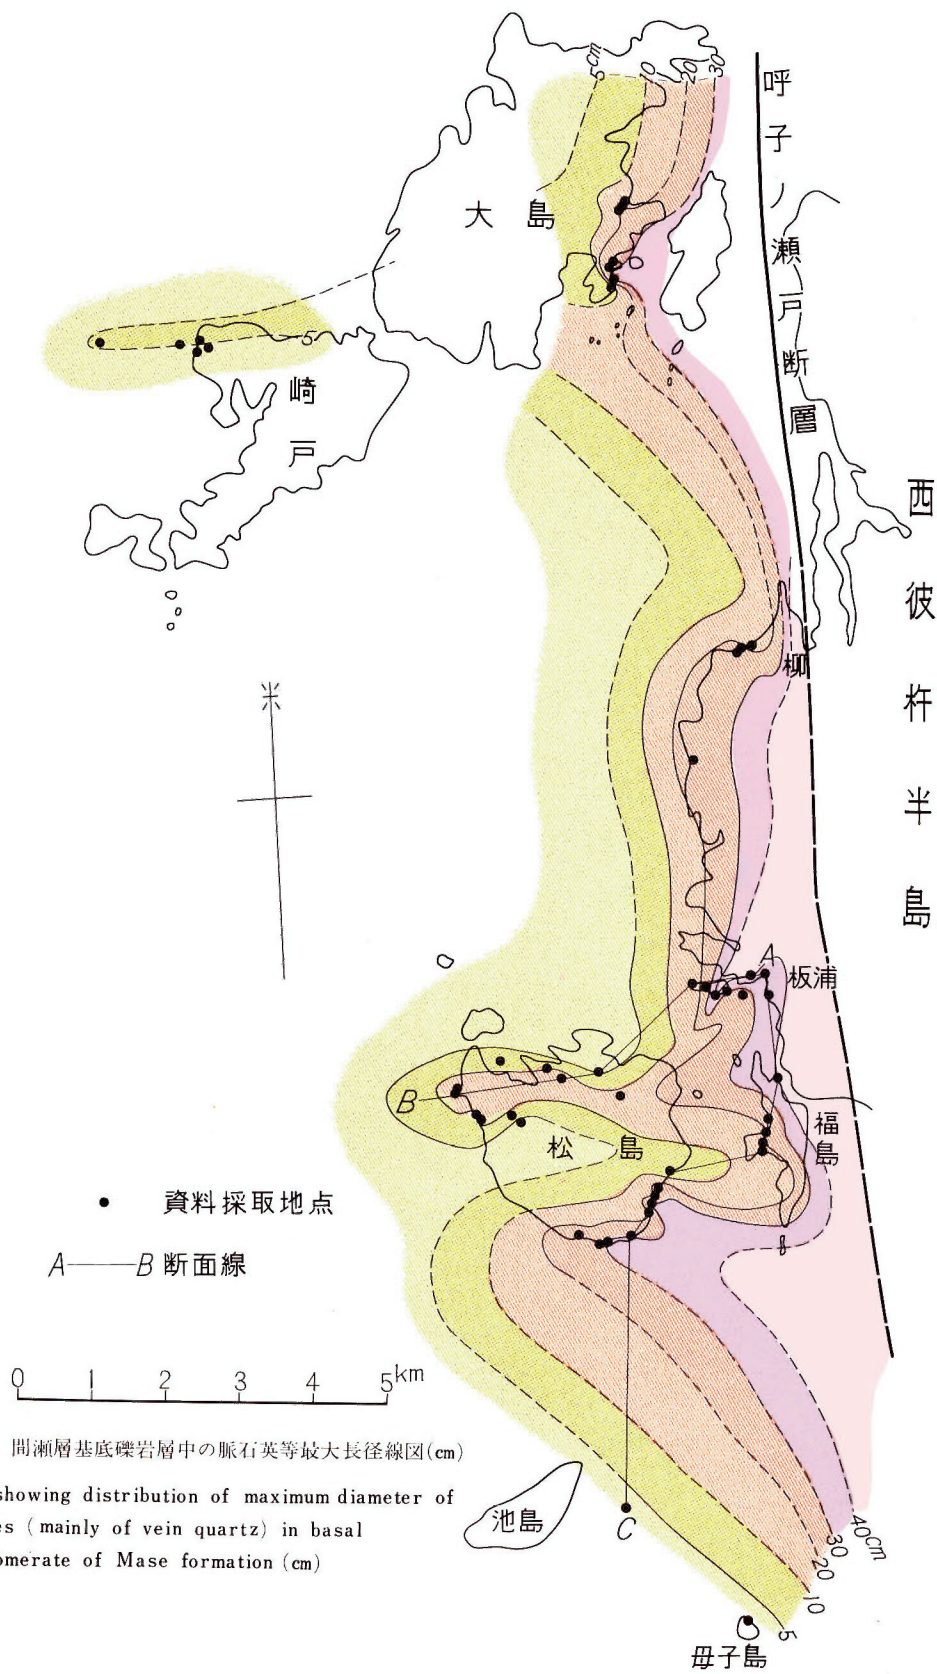 5cm
10
20
30
呼子ノ瀬戸断層
大島
崎戸
西彼杵半島
柳
A
板浦
B
松島
福島
資料採取地点
A――B 断面線
0 1 2 3 4 5km
間瀬層基底礫岩層中の脈石英等最大長径線図(cm)
showing distribution of maximum diameter of
es (mainly of vein quartz) in basal
omerate of Mase formation (cm)
池島
C
40cm
30
20
10
5
母子島